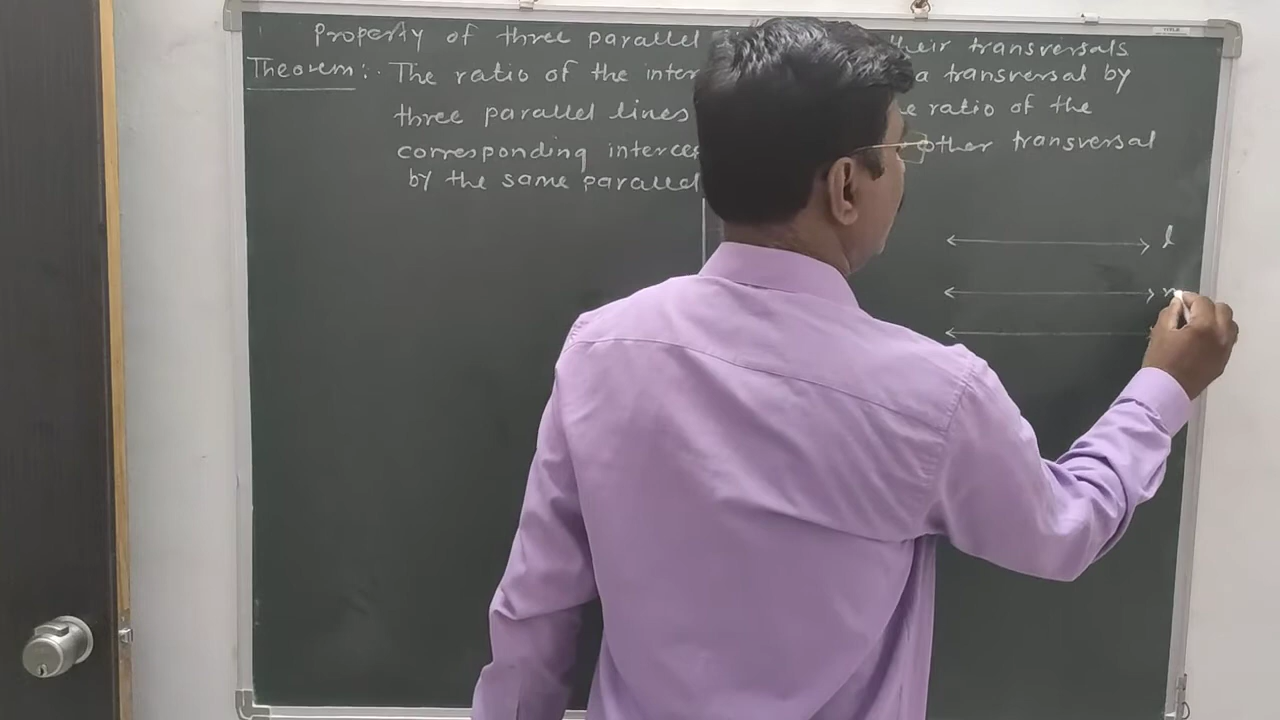 Property of three parallel their transversals
Theorem:- The ratio of the inter a transversal by
three parallel lines ratio of the
corresponding intercep other transversal
by the same parallel
l
m